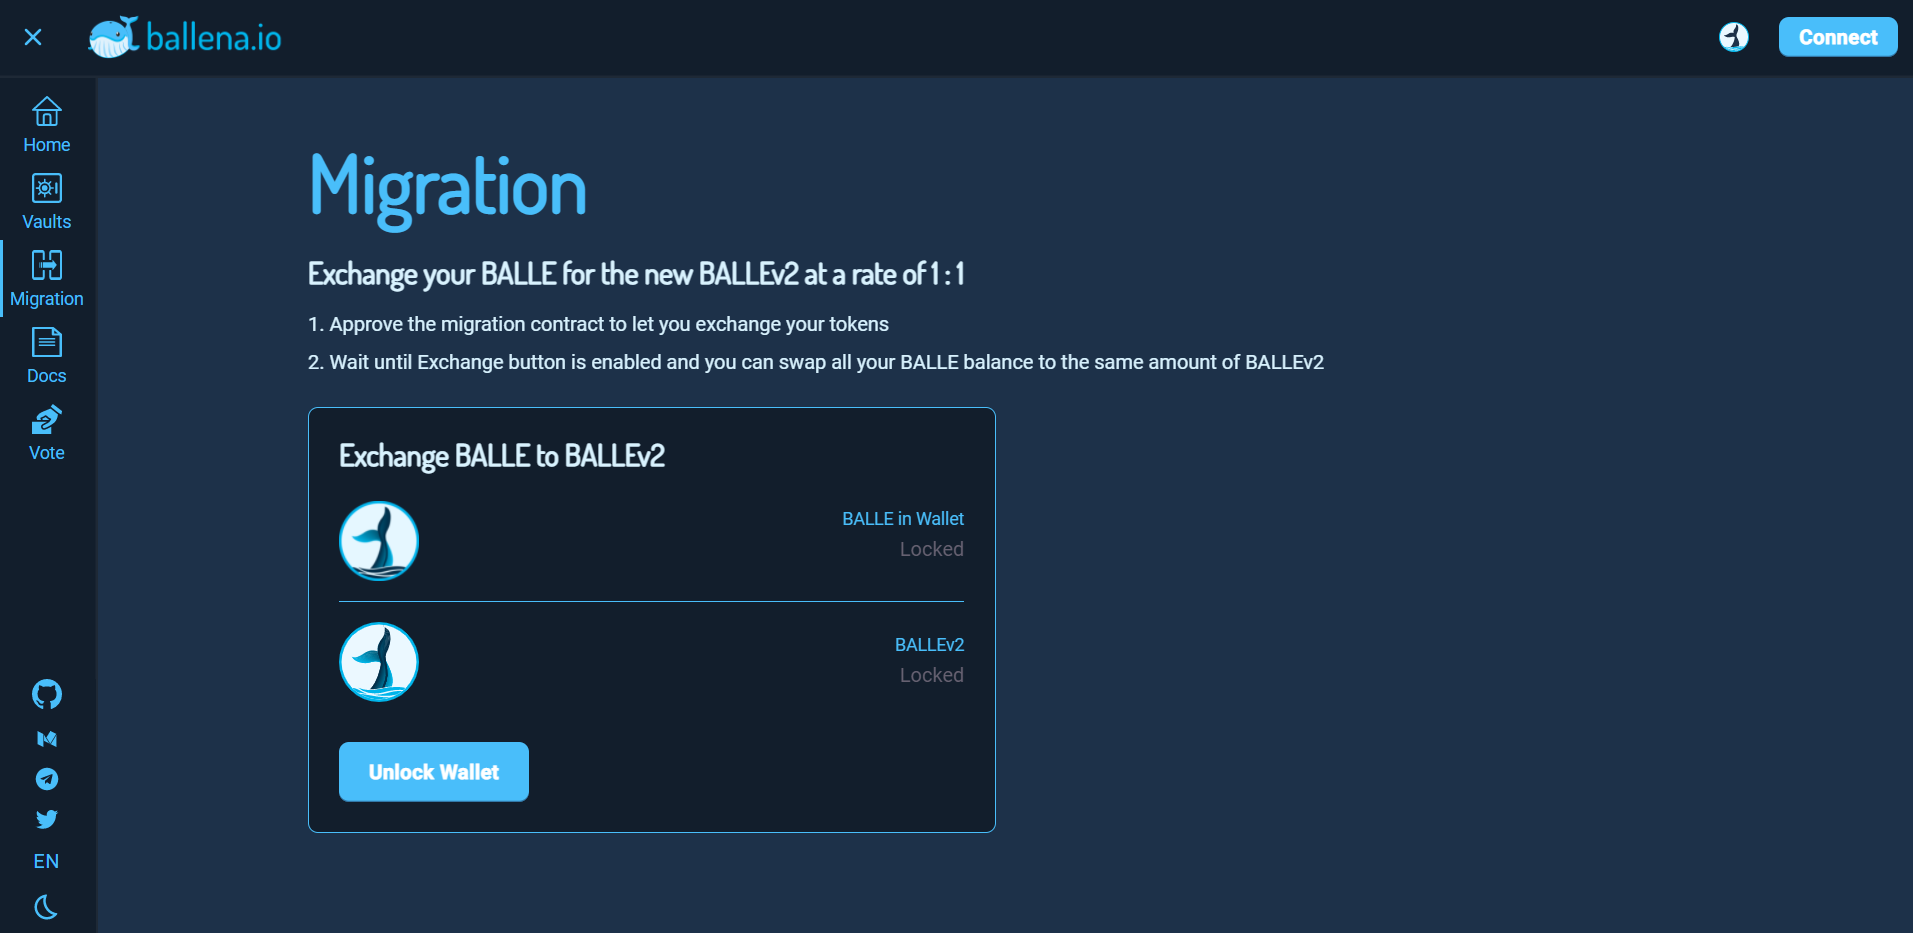 ballena.io
Connect
Home
Vaults
Migration
Docs
Vote
EN
Migration
Exchange your BALLE for the new BALLEv2 at a rate of 1 : 1
1. Approve the migration contract to let you exchange your tokens
2. Wait until Exchange button is enabled and you can swap all your BALLE balance to the same amount of BALLEv2
Exchange BALLE to BALLEv2
BALLE in Wallet
Locked
BALLEv2
Locked
Unlock Wallet